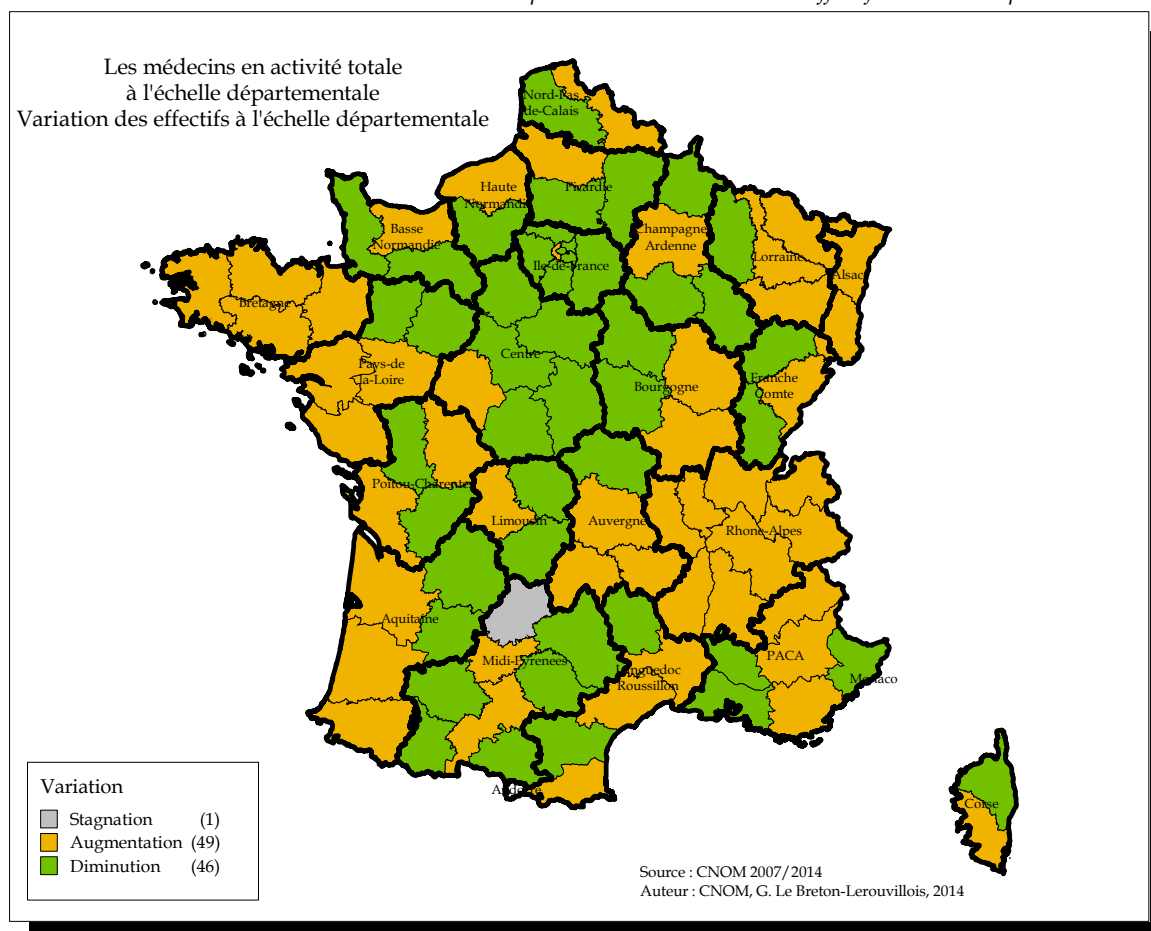 Les médecins en activité totale
à l'échelle départementale
Variation des effectifs à l'échelle départementale
Nord-Pas
de-Calais
Haute
Normandi
Picardie
Basse
Normandie
Champagne
Ardenne
Ile-de-France
Lorraine
Alsac
Bretagne
Centre
Pays-de
la-Loire
Bourgogne
Franche
Comte
Poitou-Charentes
Limousin
Auvergne
Rhone-Alpes
Aquitaine
Midi-Pyrenees
Languedoc
Roussillon
PACA
Monaco
Andorre
Corse
Variation
Stagnation (1)
Augmentation (49)
Diminution (46)
Source : CNOM 2007/2014
Auteur : CNOM, G. Le Breton-Lerouvillois, 2014